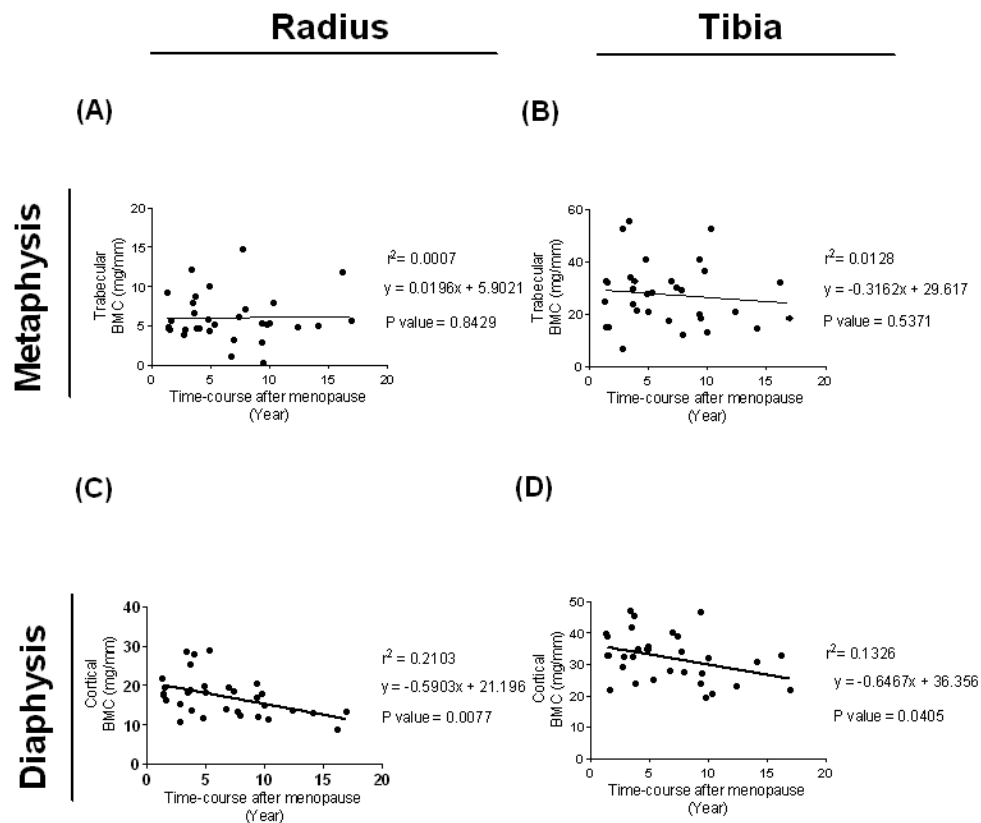 Radius
Tibia
(A)
(B)
Metaphysis
Trabecular
BMC (mg/mm)
20
15
10
5
0
0 5 10 15 20
Time-course after menopause
(Year)
r²= 0.0007
y = 0.0196x + 5.9021
P value = 0.8429
Trabecular
BMC (mg/mm)
60
40
20
0
0 5 10 15 20
Time-course after menopause
(Year)
r² = 0.0128
y = -0.3162x + 29.617
P value = 0.5371
(C)
(D)
Diaphysis
Cortical
BMC (mg/mm)
40
30
20
10
0
0 5 10 15 20
Time-course after menopause
(Year)
r² = 0.2103
y = -0.5903x + 21.196
P value = 0.0077
Cortical
BMC (mg/mm)
50
40
30
20
10
0
0 5 10 15 20
Time-course after menopause
(Year)
r² = 0.1326
y = -0.6467x + 36.356
P value = 0.0405